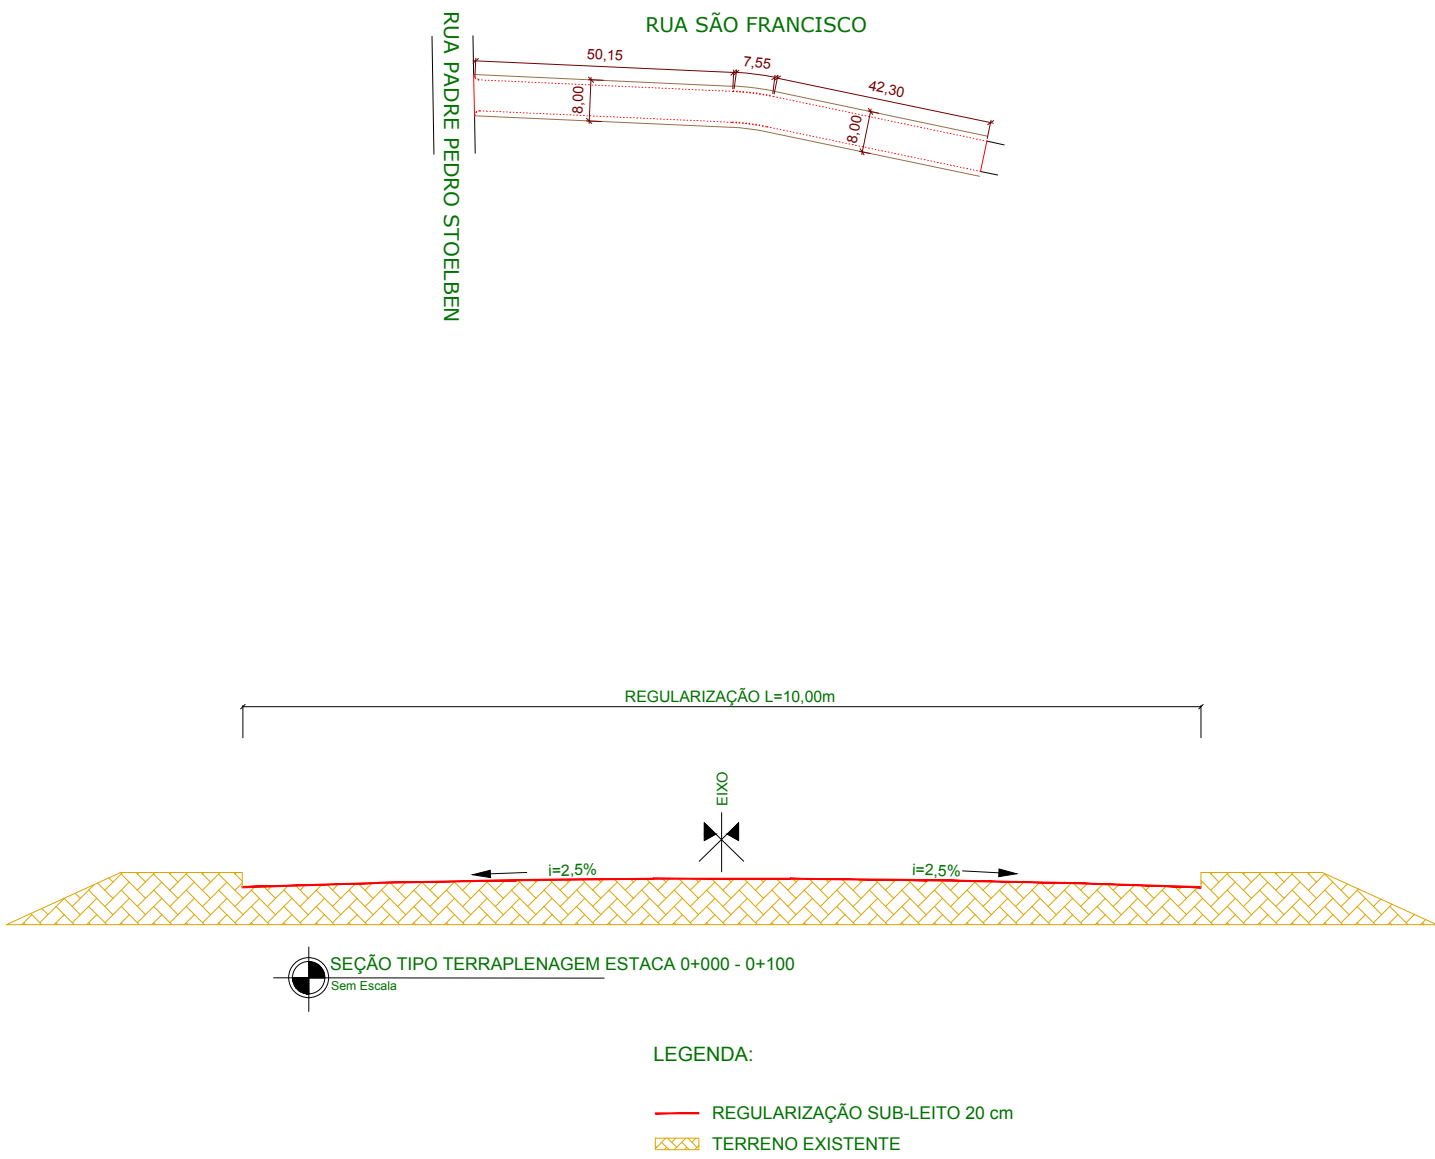 RUA SÃO FRANCISCO
RUA PADRE PEDRO STOELBEN
50,15
7,55
42,30
8,00
8,00
REGULARIZAÇÃO L=10,00m
EIXO
i=2,5%
i=2,5%
SEÇÃO TIPO TERRAPLENAGEM ESTACA 0+000 - 0+100
Sem Escala
LEGENDA:
REGULARIZAÇÃO SUB-LEITO 20 cm
TERRENO EXISTENTE